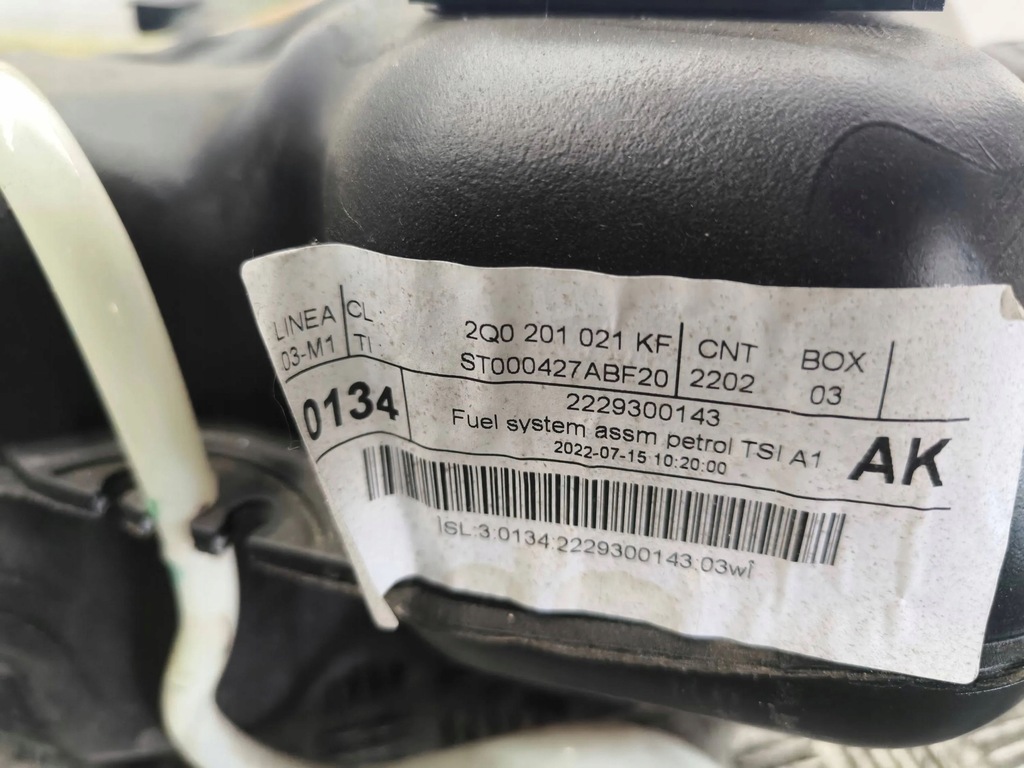 LINEA CL
03-M1 TI
2Q0 201 021 KF CNT BOX
ST000427ABF20 2202 03
0134 2229300143
Fuel system assm petrol TSI A1 AK
2022-07-15 10:20:00
ISL:3:0134:2229300143:03wî